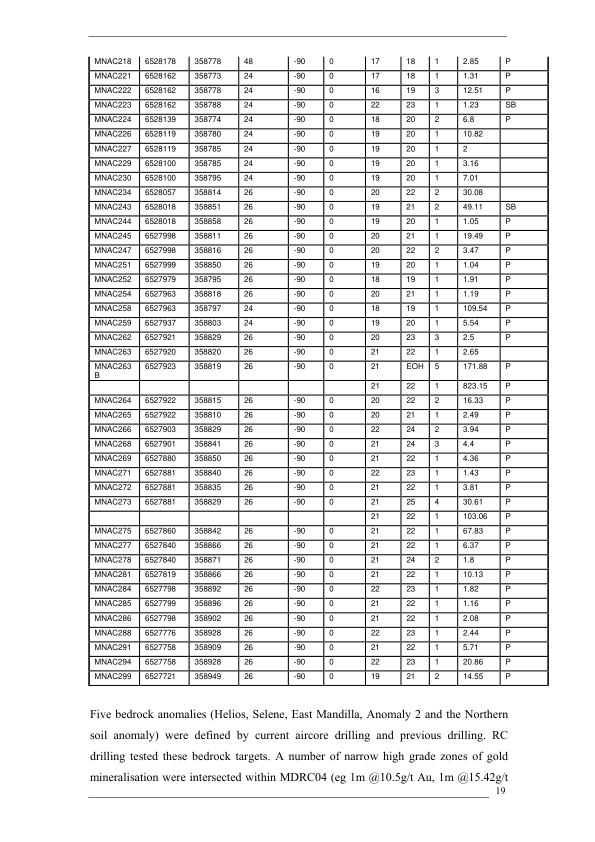 MNAC218 6528178 358778 48 -90 0 17 18 1 2.85 P
MNAC221 6528162 358773 24 -90 0 17 18 1 1.31 P
MNAC222 6528162 358778 24 -90 0 16 19 3 12.51 P
MNAC223 6528162 358788 24 -90 0 22 23 1 1.23 SB
MNAC224 6528139 358774 24 -90 0 18 20 2 6.8 P
MNAC226 6528119 358780 24 -90 0 19 20 1 10.82
MNAC227 6528119 358785 24 -90 0 19 20 1 2
MNAC229 6528100 358785 24 -90 0 19 20 1 3.16
MNAC230 6528100 358795 24 -90 0 19 20 1 7.01
MNAC234 6528057 358814 26 -90 0 20 22 2 30.08
MNAC243 6528018 358851 26 -90 0 19 21 2 49.11 SB
MNAC244 6528018 358858 26 -90 0 19 20 1 1.05 P
MNAC245 6527998 358811 26 -90 0 20 21 1 19.49 P
MNAC247 6527998 358816 26 -90 0 20 22 2 3.47 P
MNAC251 6527999 358850 26 -90 0 19 20 1 1.04 P
MNAC252 6527979 358795 26 -90 0 18 19 1 1.91 P
MNAC254 6527963 358818 26 -90 0 20 21 1 1.19 P
MNAC258 6527963 358797 24 -90 0 18 19 1 109.54 P
MNAC259 6527937 358803 24 -90 0 19 20 1 5.54 P
MNAC262 6527921 358829 26 -90 0 20 23 3 2.5 P
MNAC263 6527920 358820 26 -90 0 21 22 1 2.65
MNAC263 6527923 358819 26 -90 0 21 EOH 5 171.88 P
B
21 22 1 823.15 P
MNAC264 6527922 358815 26 -90 0 20 22 2 16.33 P
MNAC265 6527922 358810 26 -90 0 20 21 1 2.49 P
MNAC266 6527903 358829 26 -90 0 22 24 2 3.94 P
MNAC268 6527901 358841 26 -90 0 21 24 3 4.4 P
MNAC269 6527880 358850 26 -90 0 21 22 1 4.36 P
MNAC271 6527881 358840 26 -90 0 22 23 1 1.43 P
MNAC272 6527881 358835 26 -90 0 21 22 1 3.81 P
MNAC273 6527881 358829 26 -90 0 21 25 4 30.61 P
21 22 1 103.06 P
MNAC275 6527860 358842 26 -90 0 21 22 1 67.83 P
MNAC277 6527840 358866 26 -90 0 21 22 1 6.37 P
MNAC278 6527840 358871 26 -90 0 21 24 2 1.8 P
MNAC281 6527819 358866 26 -90 0 21 22 1 10.13 P
MNAC284 6527798 358892 26 -90 0 22 23 1 1.82 P
MNAC285 6527799 358896 26 -90 0 21 22 1 1.16 P
MNAC286 6527798 358902 26 -90 0 21 22 1 2.08 P
MNAC288 6527776 358928 26 -90 0 22 23 1 2.44 P
MNAC291 6527758 358909 26 -90 0 21 22 1 5.71 P
MNAC294 6527758 358928 26 -90 0 22 23 1 20.86 P
MNAC299 6527721 358949 26 -90 0 19 21 2 14.55 P
Five bedrock anomalies (Helios, Selene, East Mandilla, Anomaly 2 and the Northern
soil anomaly) were defined by current aircore drilling and previous drilling. RC
drilling tested these bedrock targets. A number of narrow high grade zones of gold
mineralisation were intersected within MDRC04 (eg 1m @10.5g/t Au, 1m @15.42g/t
19